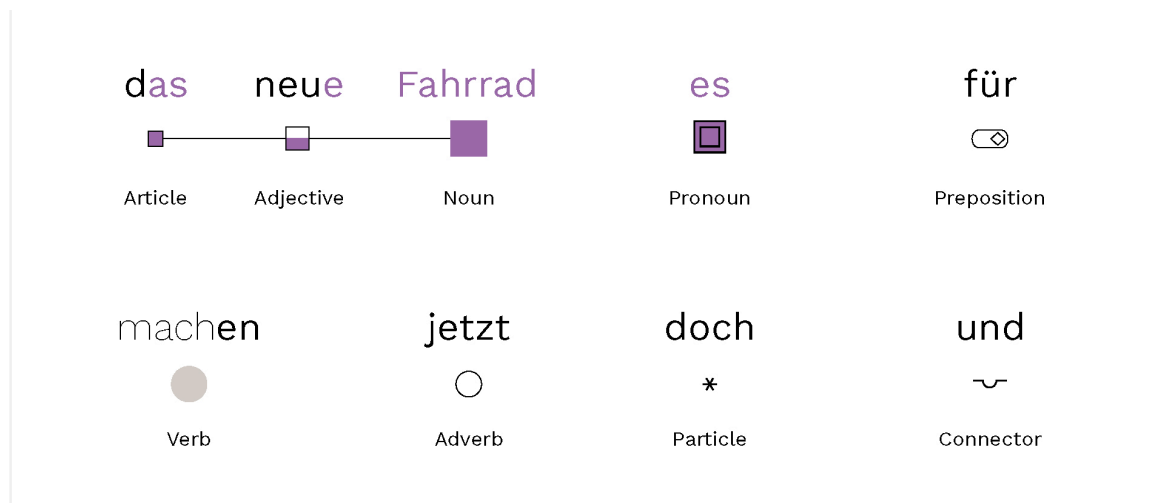 das neue Fahrrad es für
Article Adjective Noun Pronoun Preposition
machen jetzt doch und
Verb Adverb Particle Connector